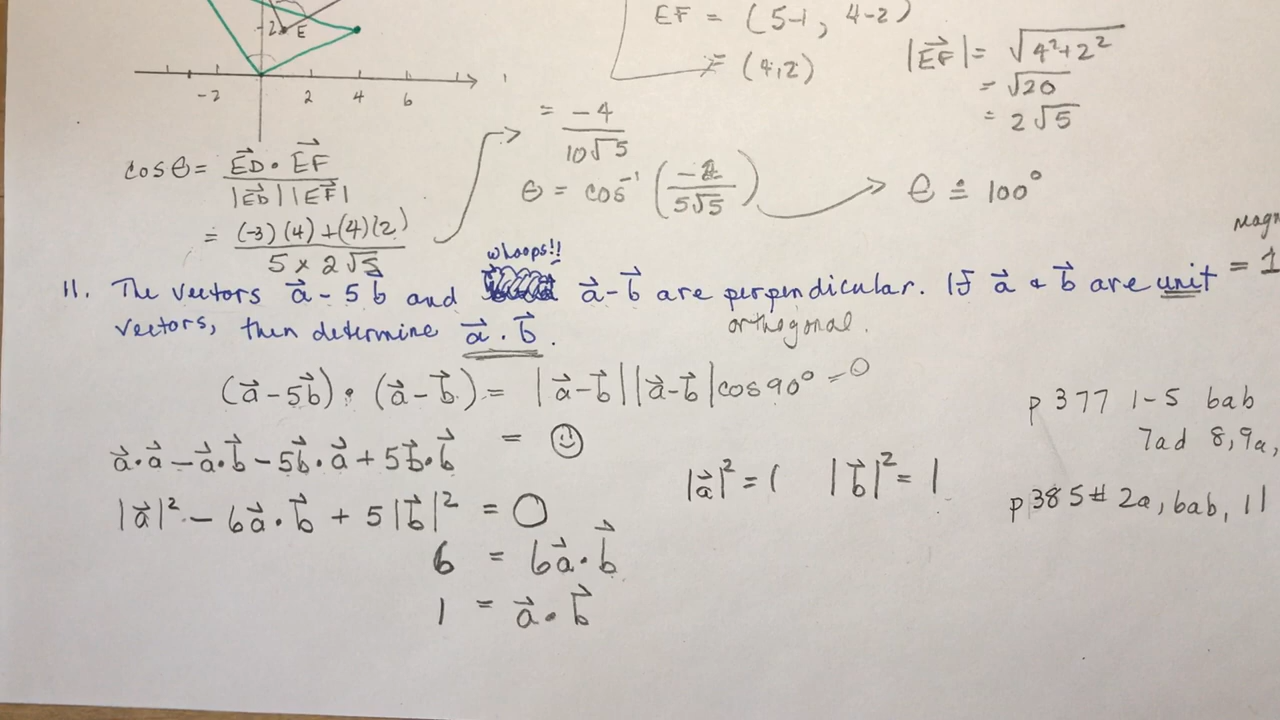 -2 E
-2 2 4 6
EF = (5-1, 4-2)
= (4,2)
|EF| = √4²+2²
= √20
= 2√5
cos θ = ED · EF / |ED| |EF|
= (-3)(4) + (4)(2) / 5 × 2√5
= -4 / 10√5
θ = cos⁻¹ (-2 / 5√5)
θ ≐ 100°
whoops!!
11. The vectors a - 5b and a - b are perpendicular. If a & b are unit = 1
vectors, then determine a · b.
orthogonal.
(a - 5b) · (a - b) = |a - b| |a - b| cos 90° = 0
a · a - a · b - 5b · a + 5b · b = ☺
|a|² - 6a · b + 5|b|² = 0
6 = 6a · b
1 = a · b
|a|² = 1 |b|² = 1
p 377 1-5 bab
7ad 8, 9a,
p 385 # 2a, bab, 11